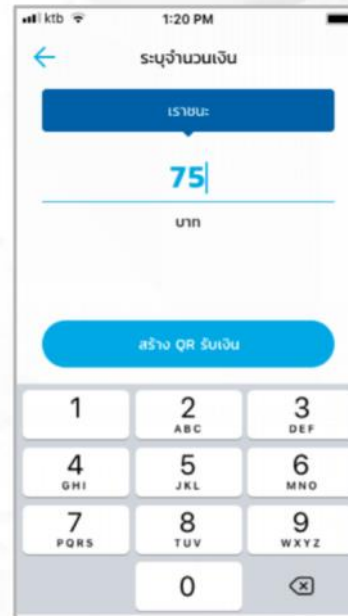 ktb 1:20 PM
ระบุจำนวนเงิน
เราชนะ
75
บาท
สร้าง QR รับเงิน
1 2 3
ABC DEF
4 5 6
GHI JKL MNO
7 8 9
PQRS TUV WXYZ
0